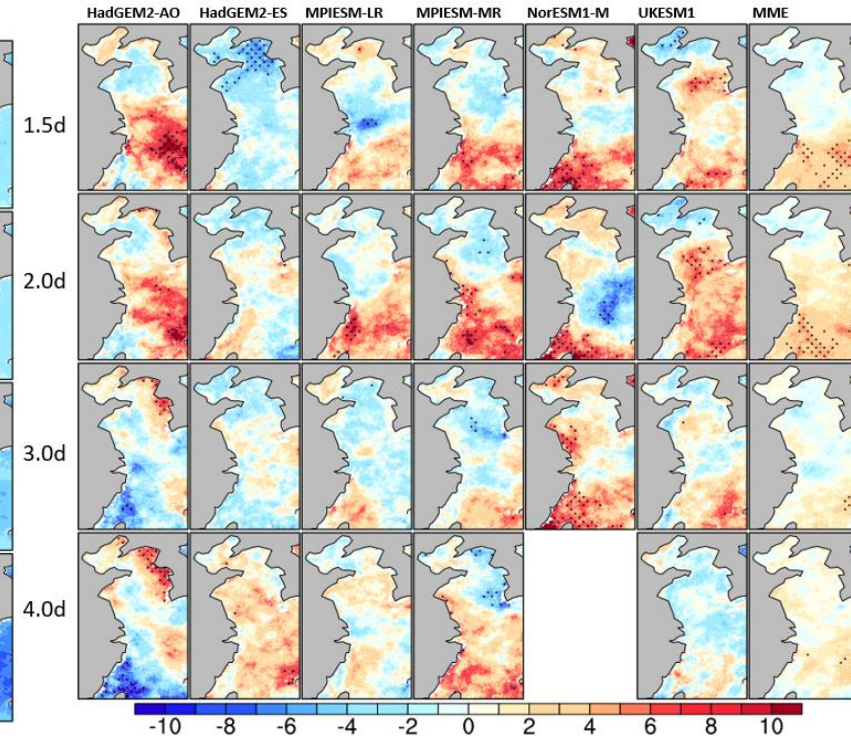 HadGEM2-AO HadGEM2-ES MPIESM-LR MPIESM-MR NorESM1-M UKESM1 MME
1.5d
2.0d
3.0d
4.0d
-10 -8 -6 -4 -2 0 2 4 6 8 10